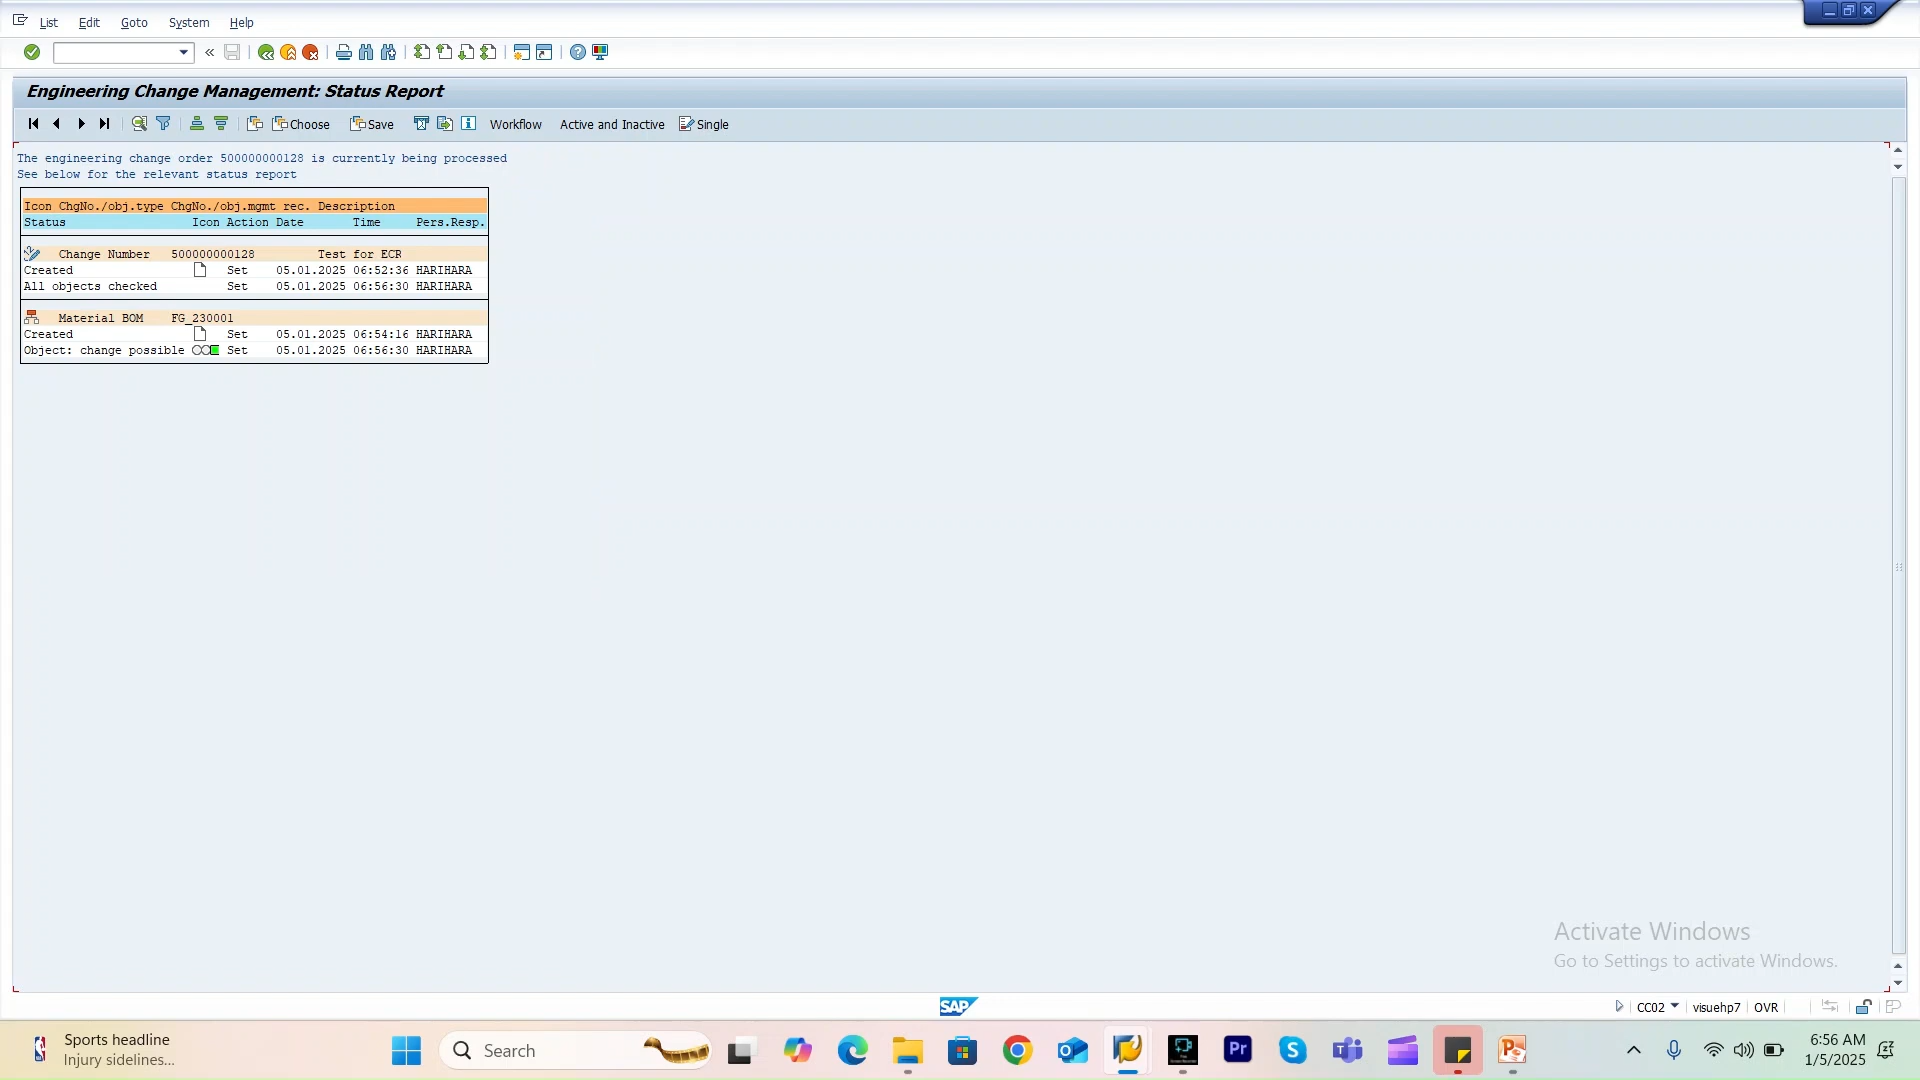 List Edit Goto System Help
Engineering Change Management: Status Report
Choose Save Workflow Active and Inactive Single
The engineering change order 500000000128 is currently being processed
See below for the relevant status report
Icon ChgNo./obj.type ChgNo./obj.mgmt rec. Description
Status Icon Action Date Time Pers.Resp.
Change Number 500000000128 Test for ECR
Created Set 05.01.2025 06:52:36 HARIHARA
All objects checked Set 05.01.2025 06:56:30 HARIHARA
Material BOM FG_230001
Created Set 05.01.2025 06:54:16 HARIHARA
Object: change possible Set 05.01.2025 06:56:30 HARIHARA
Activate Windows
Go to Settings to activate Windows.
SAP
CC02 visuehp7 OVR
Sports headline
Injury sidelines...
Search
Pr
6:56 AM
1/5/2025